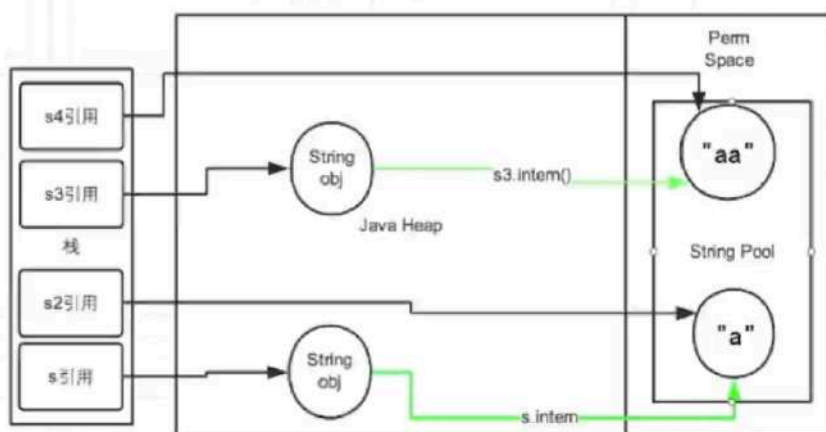 Perm
Space
s4引用
"aa"
String
obj
s3.intern()
s3引用
Java Heap
栈
String Pool
s2引用
"a"
String
obj
s引用
s.intern